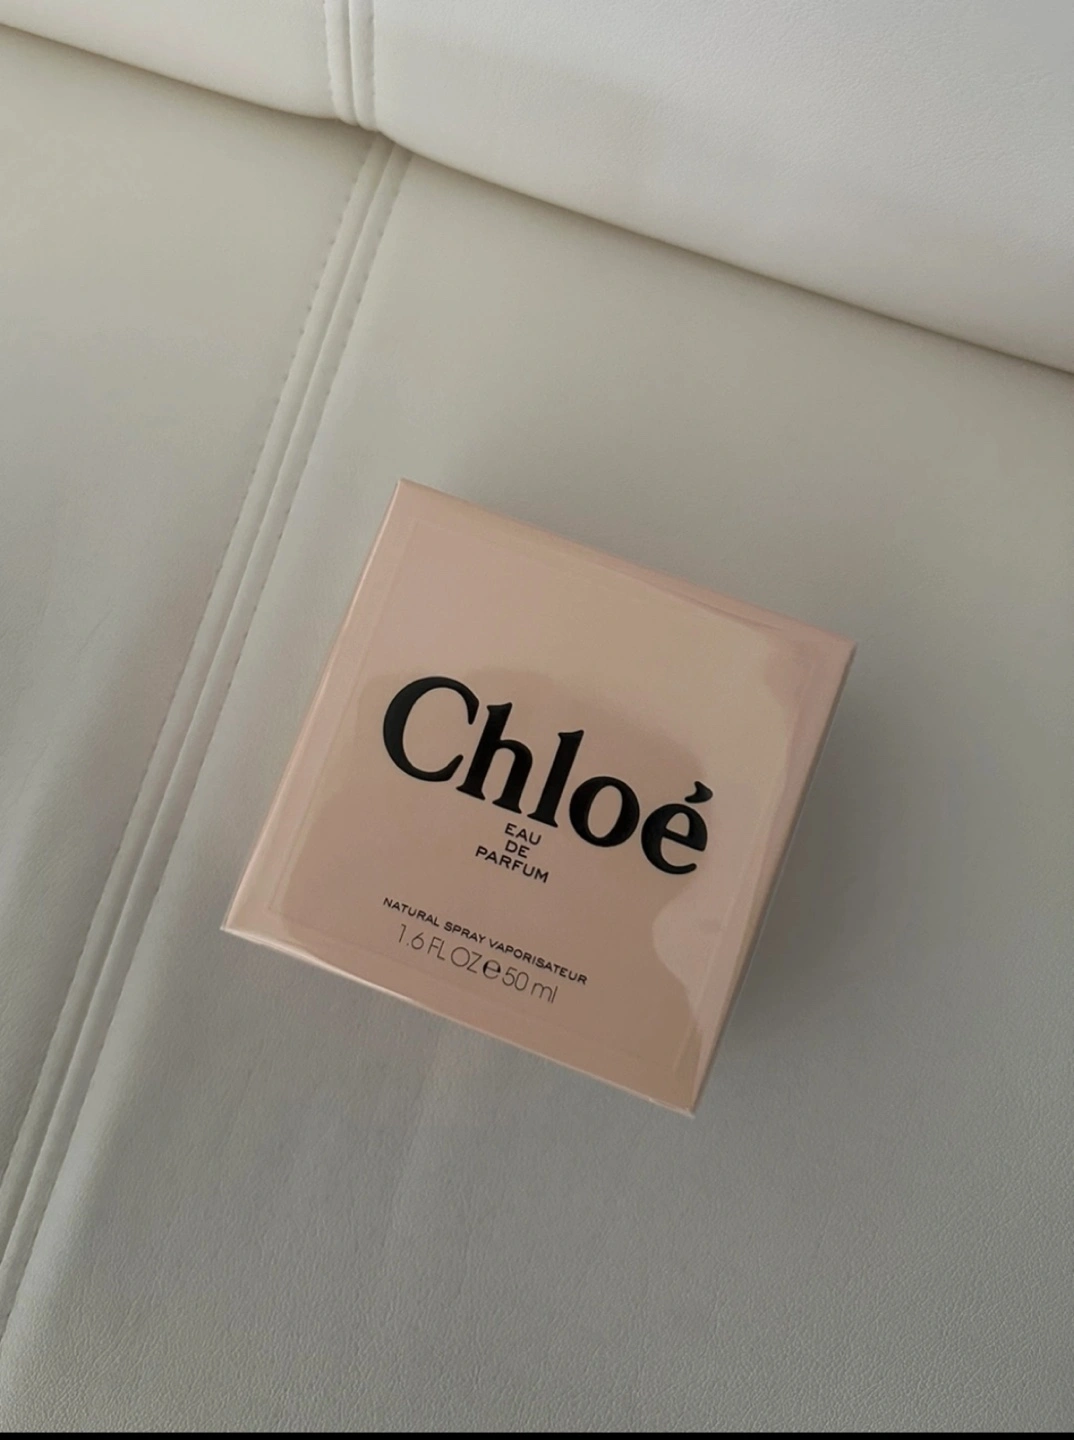 Chloé
EAU
DE
PARFUM
NATURAL SPRAY VAPORISATEUR
1.6 FL OZ ℮ 50 ml